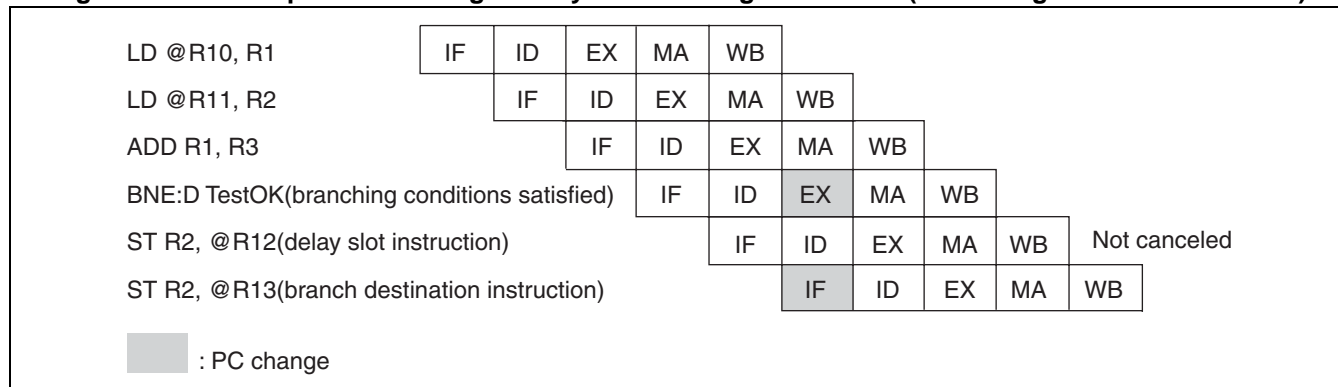 LD @R10, R1 IF ID EX MA WB
LD @R11, R2 IF ID EX MA WB
ADD R1, R3 IF ID EX MA WB
BNE:D TestOK(branching conditions satisfied) IF ID EX MA WB
ST R2, @R12(delay slot instruction) IF ID EX MA WB Not canceled
ST R2, @R13(branch destination instruction) IF ID EX MA WB
: PC change